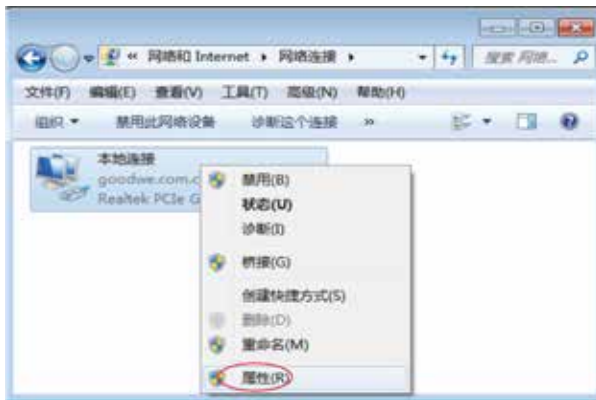 « 网络和 Internet ▸ 网络连接 ▸
搜索 网络...
文件(F) 编辑(E) 查看(V) 工具(T) 高级(N) 帮助(H)
组织 ▾ 禁用此网络设备 诊断这个连接 »
本地连接
goodwe.com.c
Realtek PCIe G
禁用(B)
状态(U)
诊断(I)
桥接(G)
创建快捷方式(S)
删除(D)
重命名(M)
属性(R)